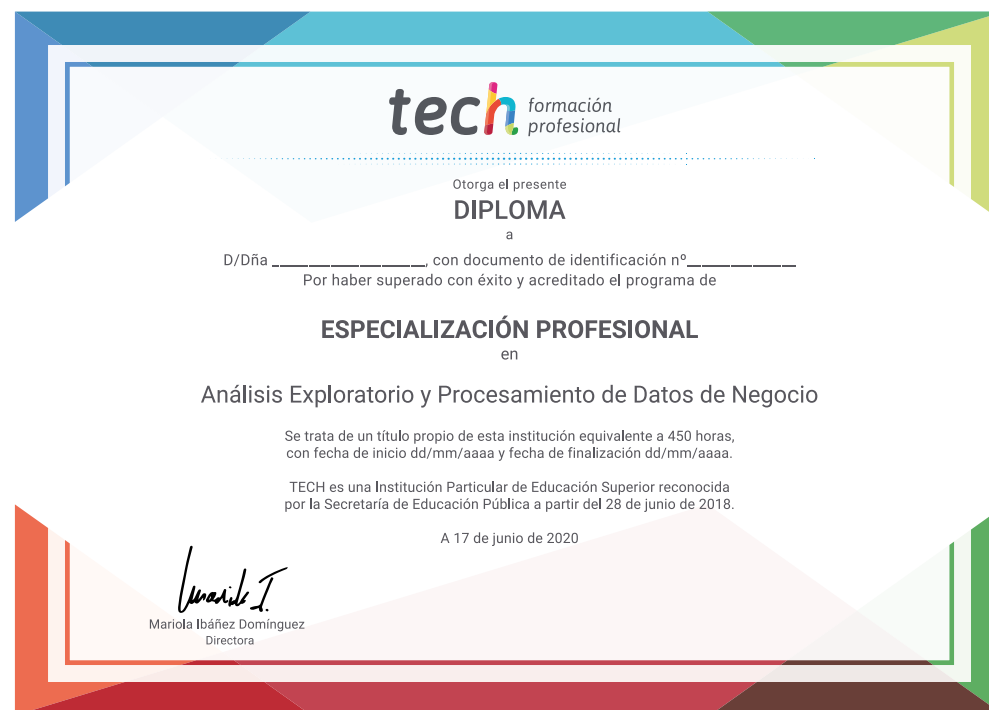 tech formación
profesional
Otorga el presente
DIPLOMA
a
D/Dña ________________, con documento de identificación nº____________
Por haber superado con éxito y acreditado el programa de
ESPECIALIZACIÓN PROFESIONAL
en
Análisis Exploratorio y Procesamiento de Datos de Negocio
Se trata de un título propio de esta institución equivalente a 450 horas,
con fecha de inicio dd/mm/aaaa y fecha de finalización dd/mm/aaaa.
TECH es una Institución Particular de Educación Superior reconocida
por la Secretaría de Educación Pública a partir del 28 de junio de 2018.
A 17 de junio de 2020
Mariola I.
Mariola Ibáñez Domínguez
Directora